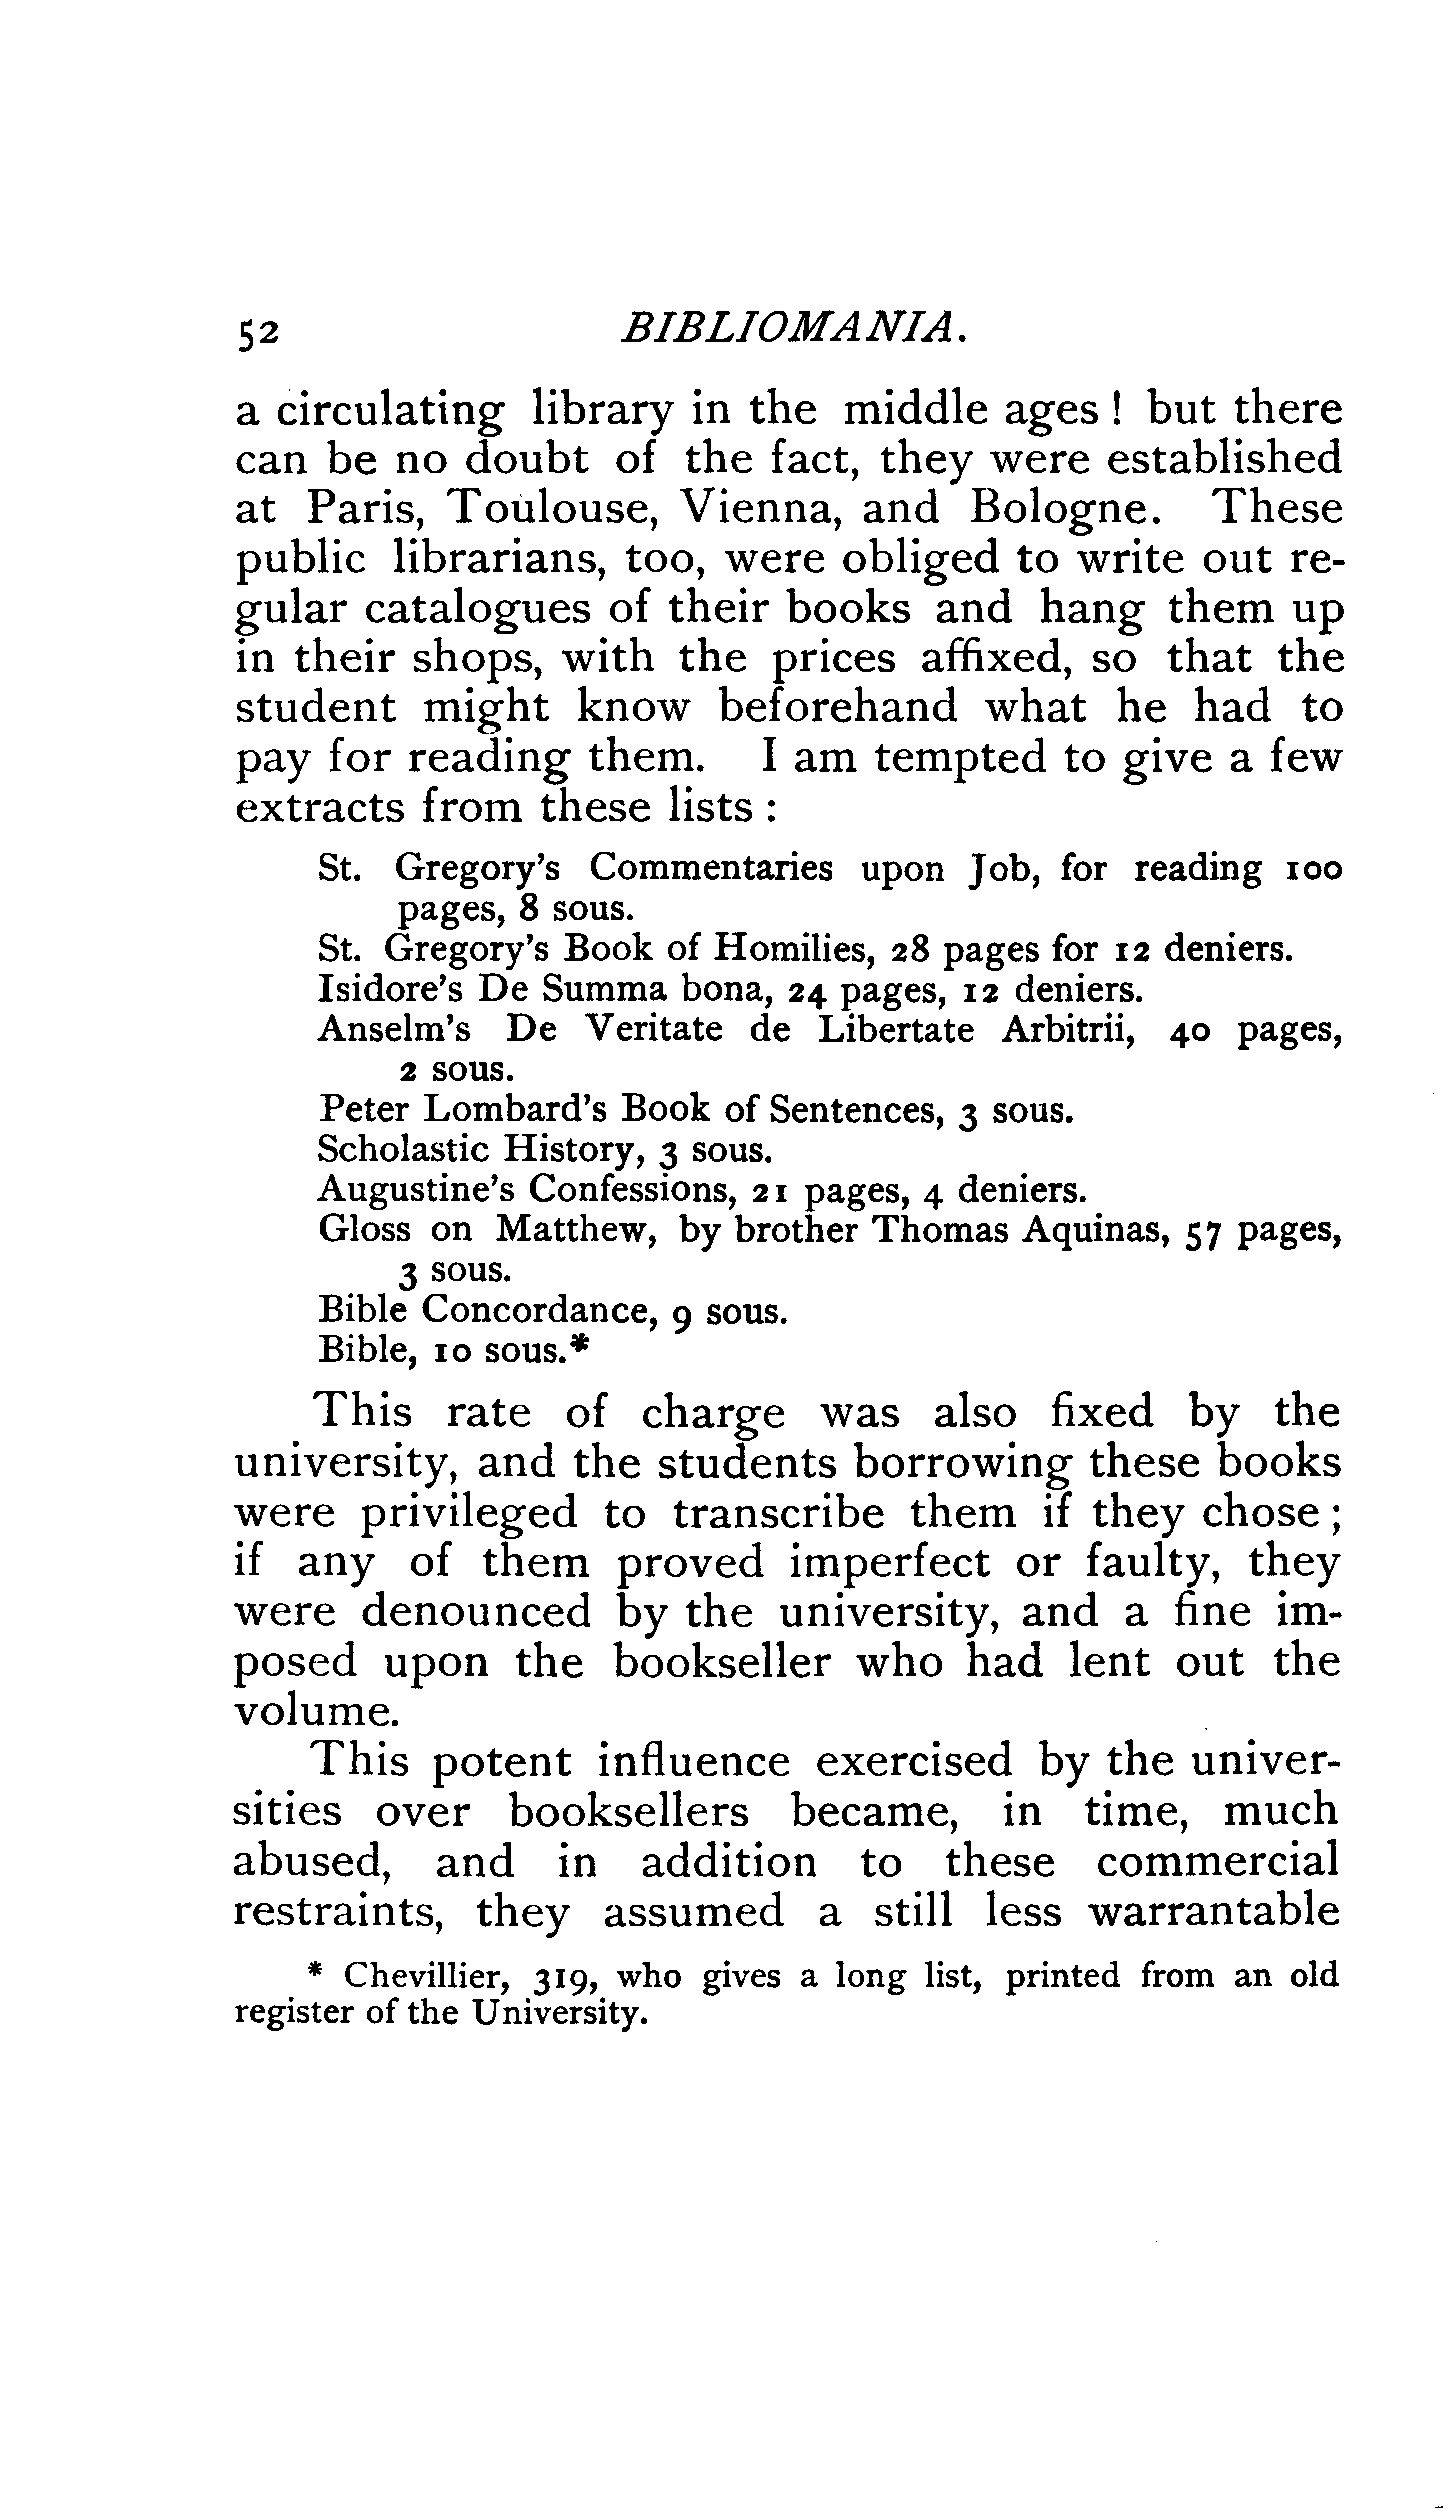 52 BIBLIOMANIA.
a circulating library in the middle ages ! but there
can be no doubt of the fact, they were established
at Paris, Toulouse, Vienna, and Bologne. These
public librarians, too, were obliged to write out re-
gular catalogues of their books and hang them up
in their shops, with the prices affixed, so that the
student might know beforehand what he had to
pay for reading them. I am tempted to give a few
extracts from these lists :
St. Gregory's Commentaries upon Job, for reading 100
pages, 8 sous.
St. Gregory's Book of Homilies, 28 pages for 12 deniers.
Isidore's De Summa bona, 24 pages, 12 deniers.
Anselm's De Veritate de Libertate Arbitrii, 40 pages,
2 sous.
Peter Lombard's Book of Sentences, 3 sous.
Scholastic History, 3 sous.
Augustine's Confessions, 21 pages, 4 deniers.
Gloss on Matthew, by brother Thomas Aquinas, 57 pages,
3 sous.
Bible Concordance, 9 sous.
Bible, 10 sous.*
This rate of charge was also fixed by the
university, and the students borrowing these books
were privileged to transcribe them if they chose ;
if any of them proved imperfect or faulty, they
were denounced by the university, and a fine im-
posed upon the bookseller who had lent out the
volume.
This potent influence exercised by the univer-
sities over booksellers became, in time, much
abused, and in addition to these commercial
restraints, they assumed a still less warrantable
* Chevillier, 319, who gives a long list, printed from an old
register of the University.